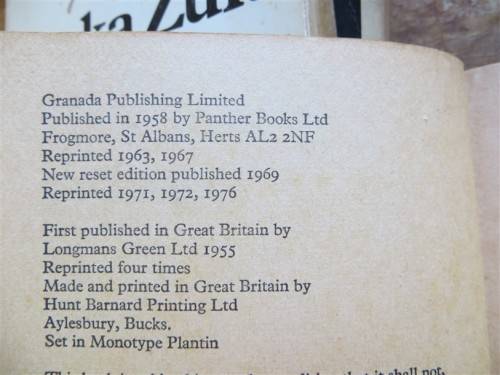 Granada Publishing Limited
Published in 1958 by Panther Books Ltd
Frogmore, St Albans, Herts AL2 2NF
Reprinted 1963, 1967
New reset edition published 1969
Reprinted 1971, 1972, 1976
First published in Great Britain by
Longmans Green Ltd 1955
Reprinted four times
Made and printed in Great Britain by
Hunt Barnard Printing Ltd
Aylesbury, Bucks.
Set in Monotype Plantin